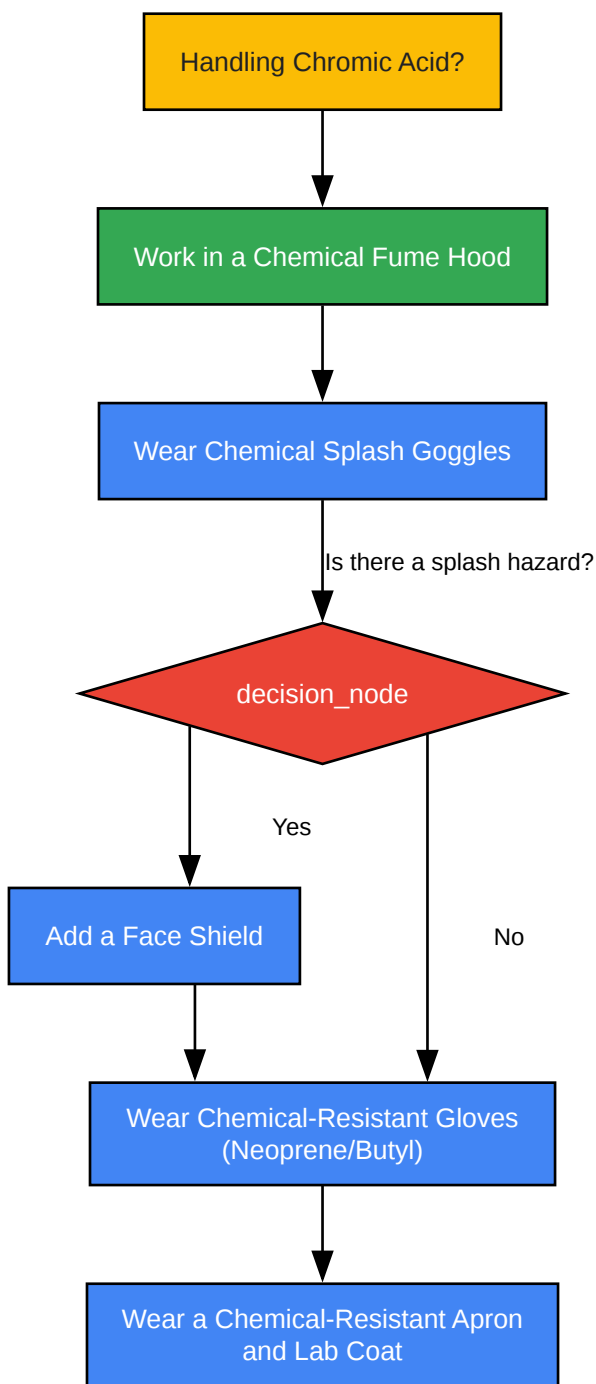 Handling Chromic Acid?
Work in a Chemical Fume Hood
Wear Chemical Splash Goggles
Is there a splash hazard?
decision_node
Yes
Add a Face Shield
No
Wear Chemical-Resistant Gloves
(Neoprene/Butyl)
Wear a Chemical-Resistant Apron
and Lab Coat